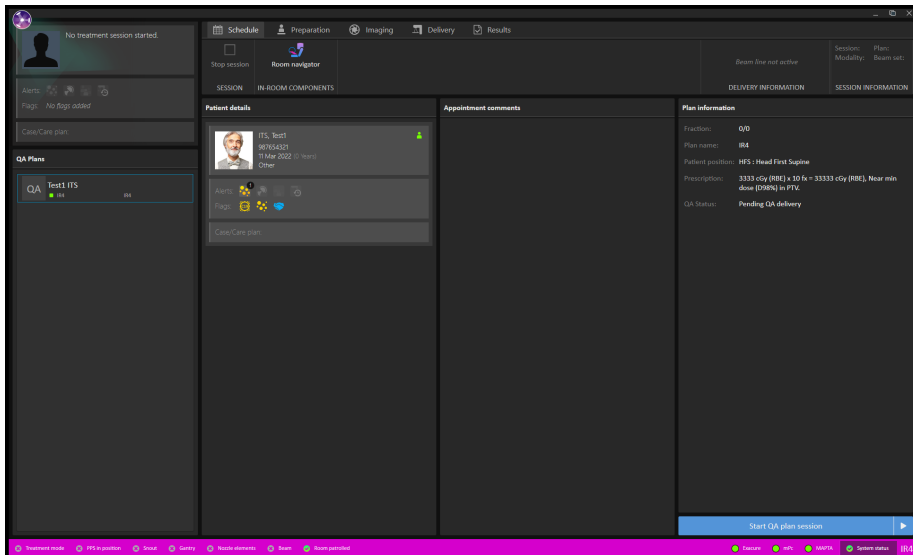 No treatment session started.
Alerts:
Flags: No flags added
Case/Care plan:
QA Plans
QA Test1 ITS
IR4 IR4
Schedule Preparation Imaging Delivery Results
Stop session Room navigator
SESSION IN-ROOM COMPONENTS
Beam line not active
DELIVERY INFORMATION
Session: Plan:
Modality: Beam set:
SESSION INFORMATION
Patient details
ITS, Test1
987654321
11 Mar 2022 (2 Years)
Other
Alerts: 1
Flags:
Case/Care plan:
Appointment comments
Plan information
Fraction: 0/0
Plan name: IR4
Patient position: HFS : Head First Supine
Prescription: 3333 cGy (RBE) x 10 fx = 33333 cGy (RBE), Near min
dose (D98%) in PTV.
QA Status: Pending QA delivery
Start QA plan session
Treatment mode PPS in position Snout Gantry Nozzle elements Beam Room patrolled Exacure mPc MAPTA System status IR4